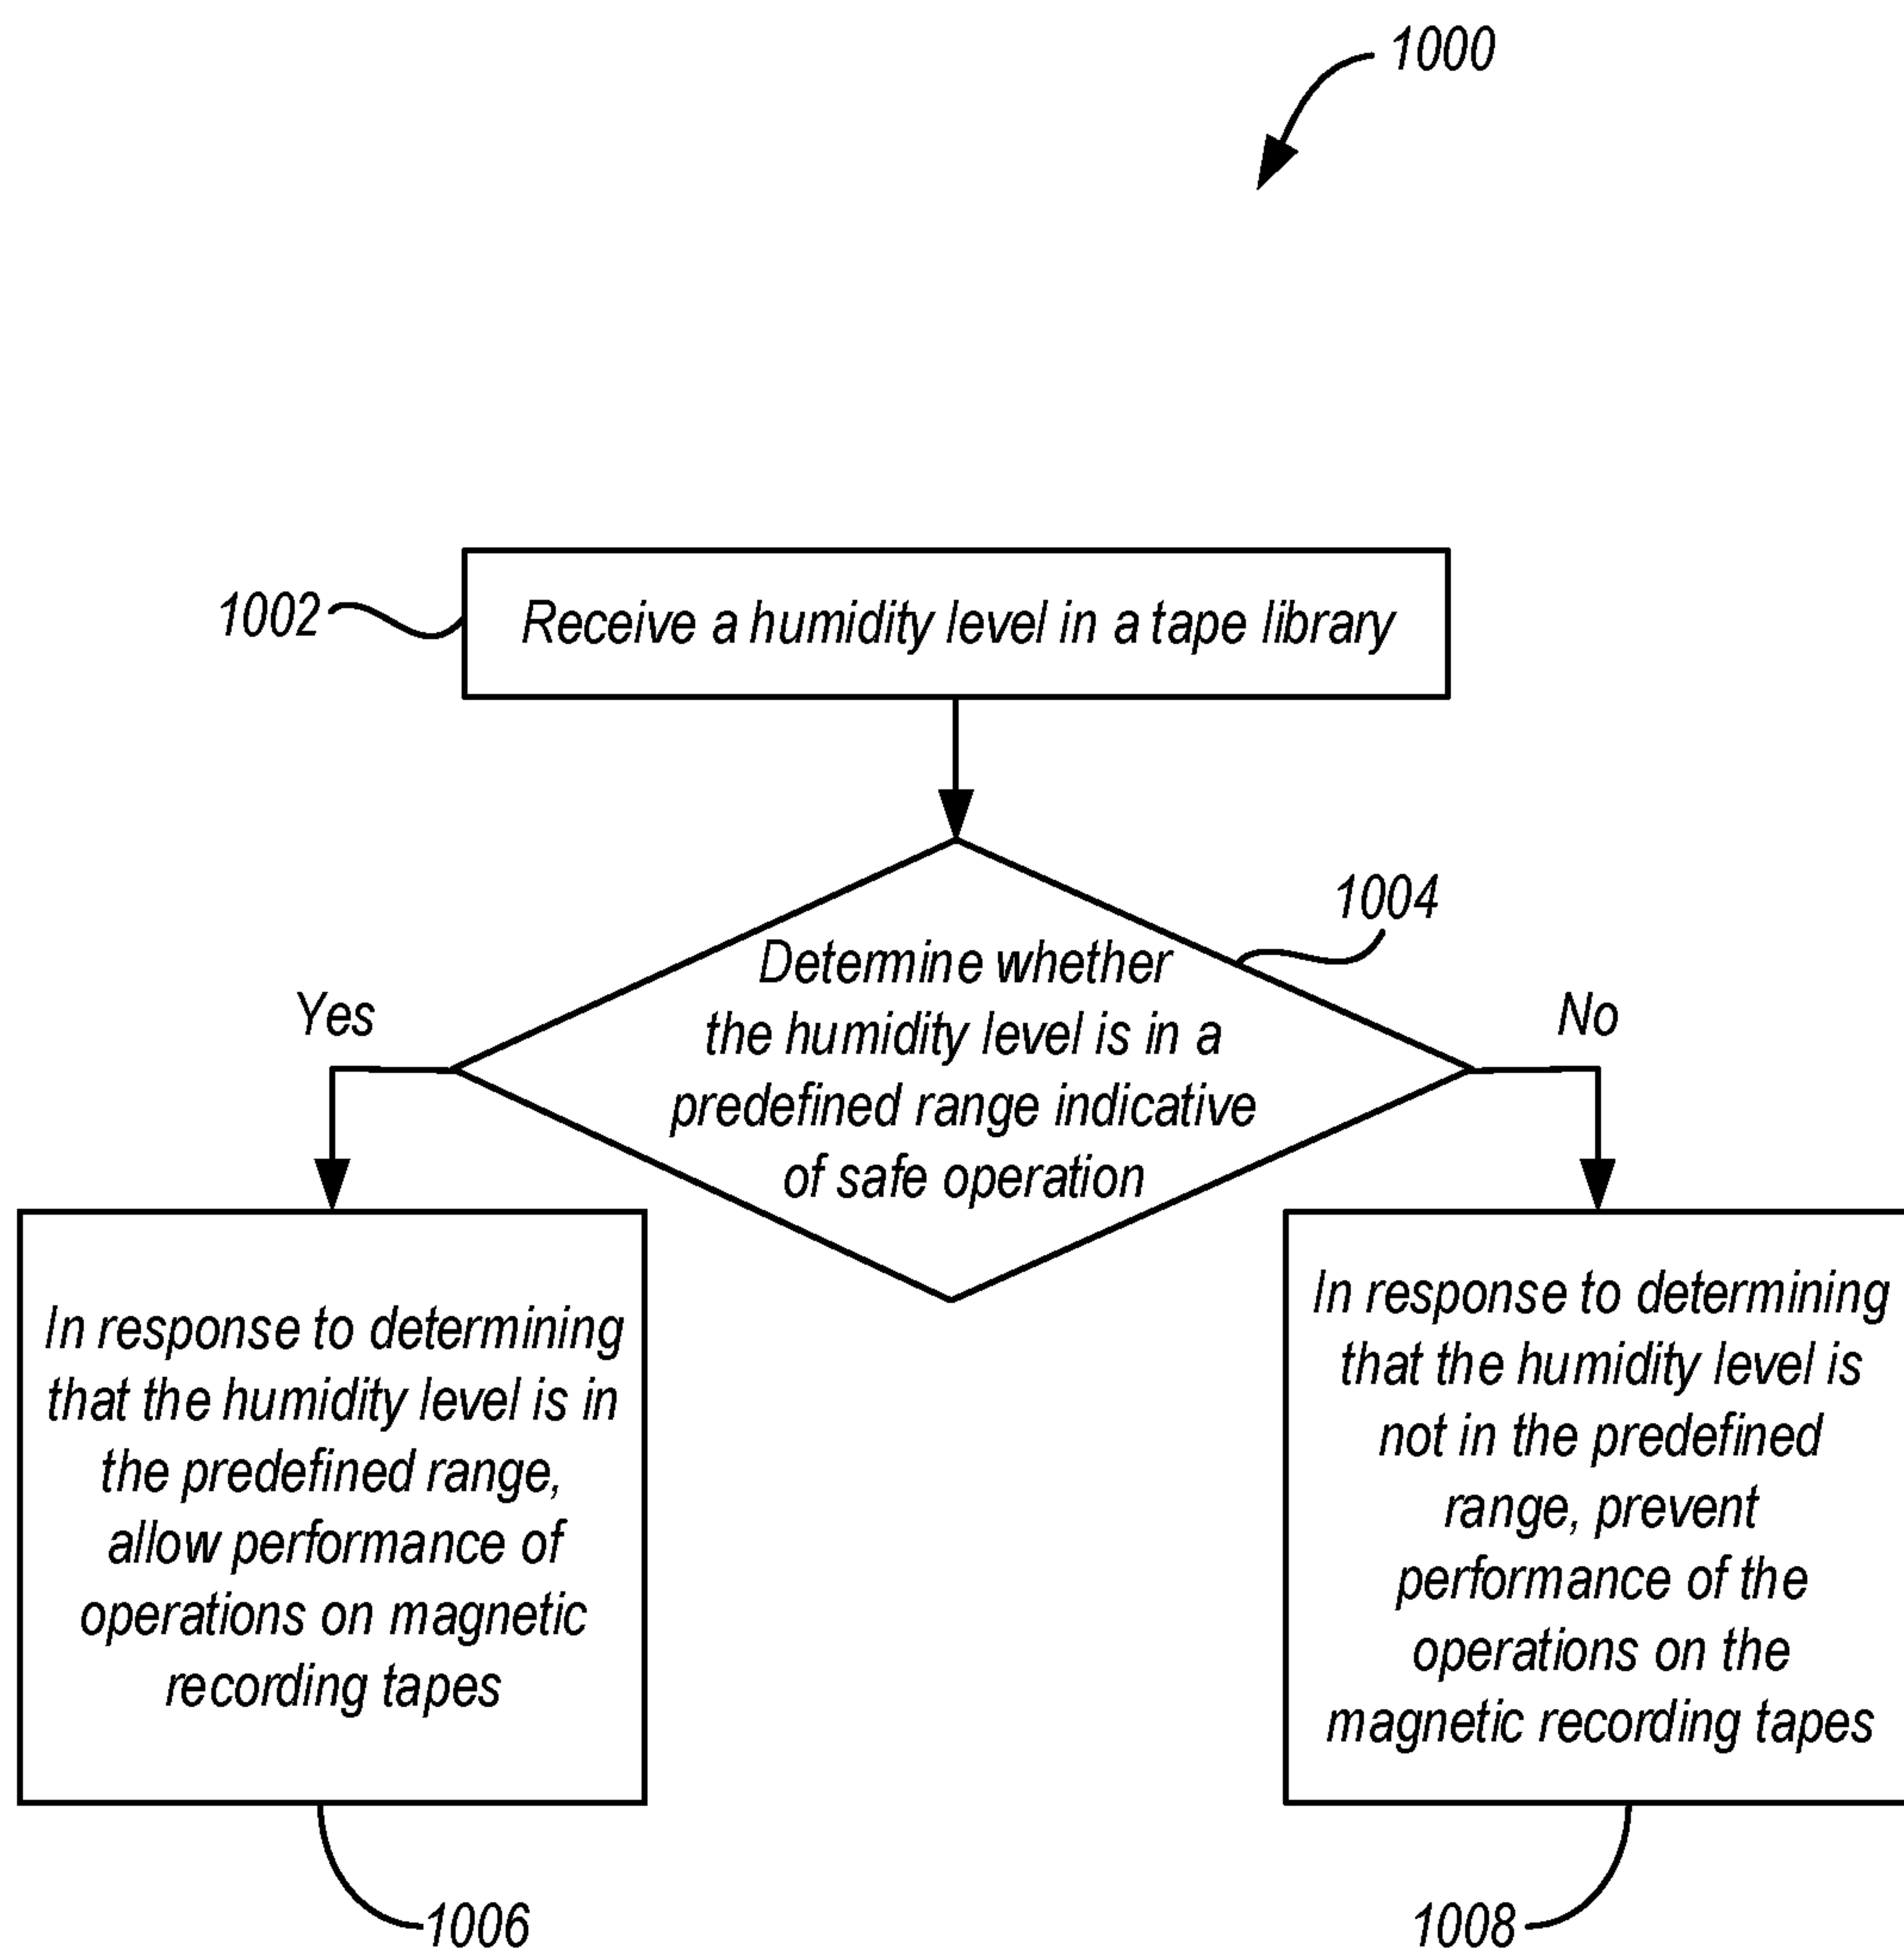 1000
1002
Receive a humidity level in a tape library
1004
Determine whether
the humidity level is in a
predefined range indicative
of safe operation
Yes
No
In response to determining
that the humidity level is in
the predefined range,
allow performance of
operations on magnetic
recording tapes
In response to determining
that the humidity level is
not in the predefined
range, prevent
performance of the
operations on the
magnetic recording tapes
1006
1008